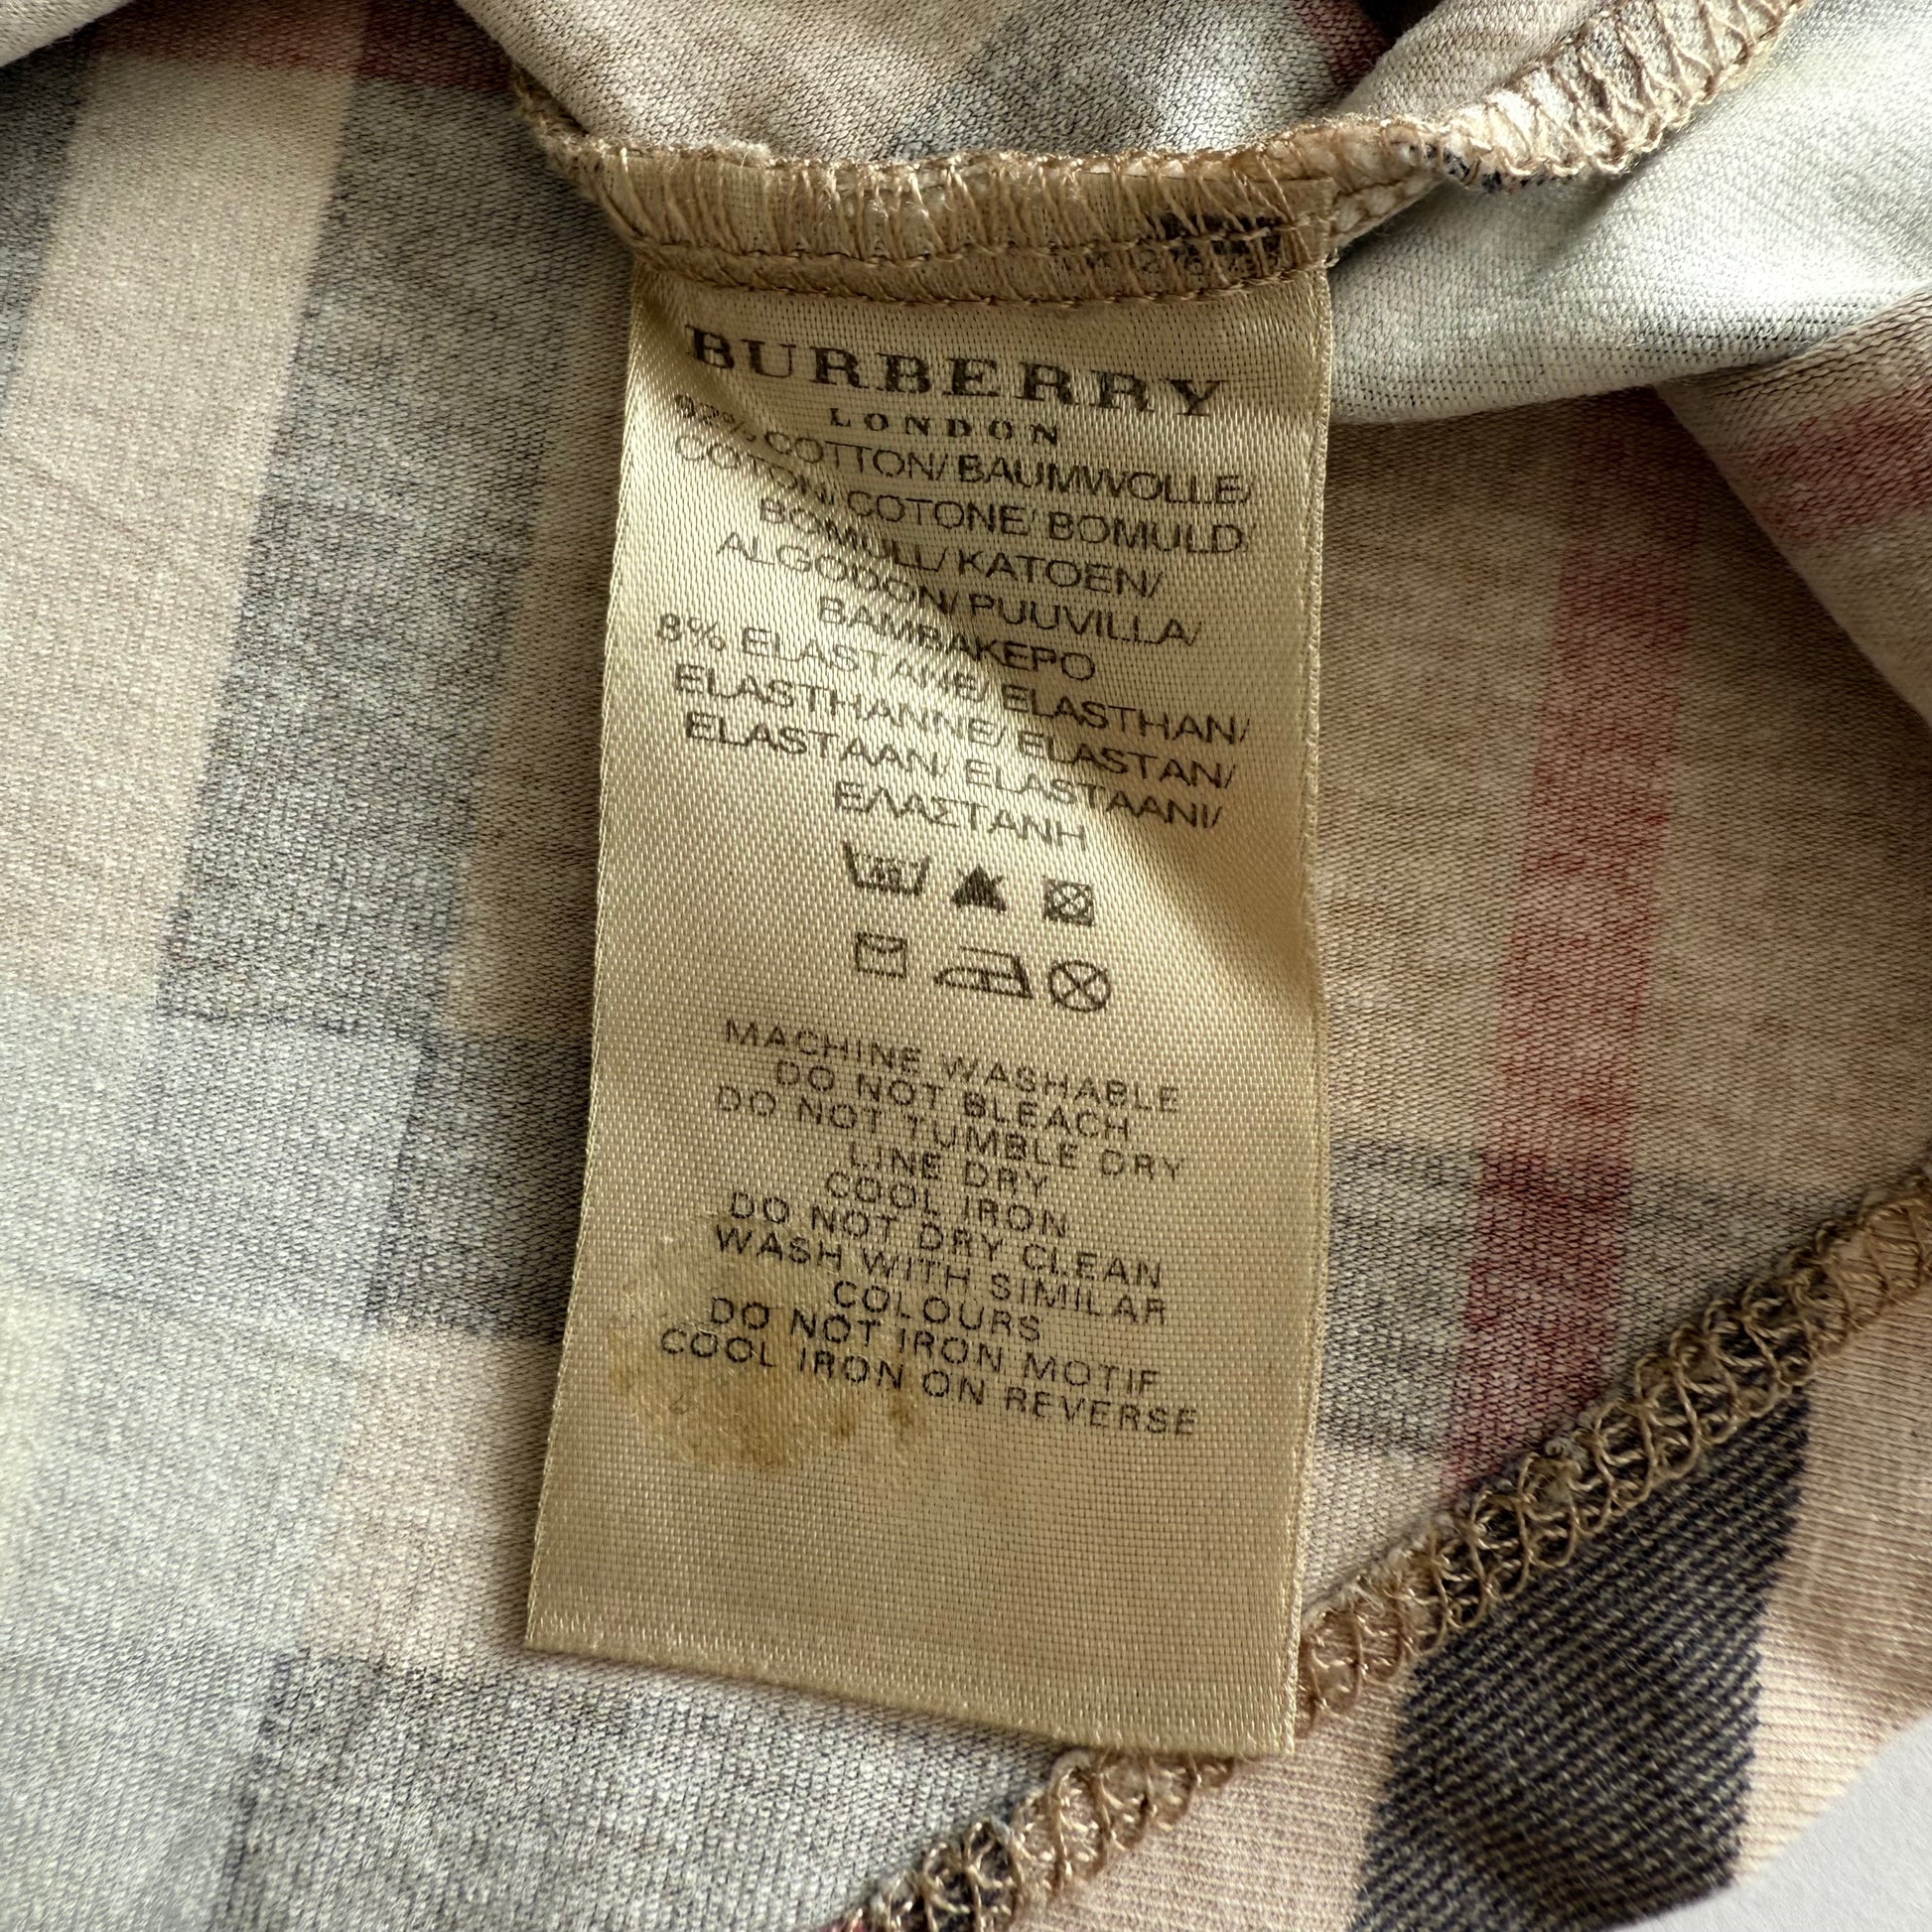 BURBERRY
LONDON
92% COTTON/ BAUMWOLLE/
COTON/ COTONE/ BOMULD/
BOMULL/ KATOEN/
ALGODON/ PUUVILLA/
BAMBAKEPO
8% ELASTANE/ ELASTHAN/
ELASTHANNE/ ELASTAN/
ELASTAAN/ ELASTAANI/
ΕΛΑΣΤΑΝΗ
MACHINE WASHABLE
DO NOT BLEACH
DO NOT TUMBLE DRY
LINE DRY
COOL IRON
DO NOT DRY CLEAN
WASH WITH SIMILAR
COLOURS
DO NOT IRON MOTIF
COOL IRON ON REVERSE